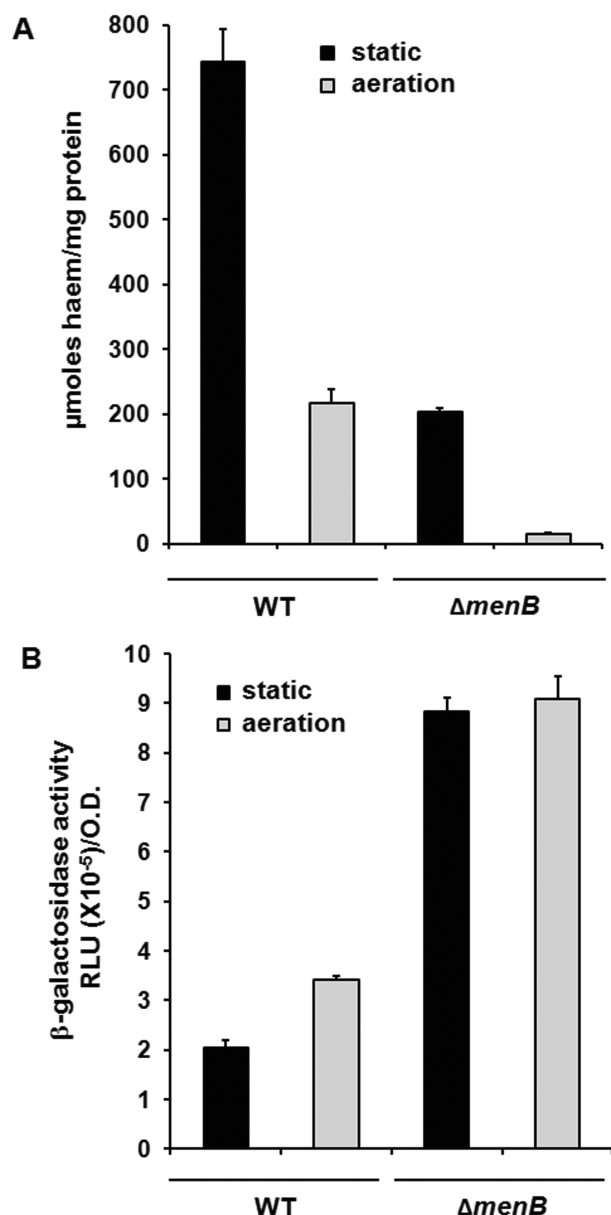 A
800
700
600
500
400
300
200
100
0
µmoles haem/mg protein
static
aeration
WT
ΔmenB
B
10
9
8
7
6
5
4
3
2
1
0
β-galactosidase activity
RLU (X10⁻⁵)/O.D.
static
aeration
WT
ΔmenB